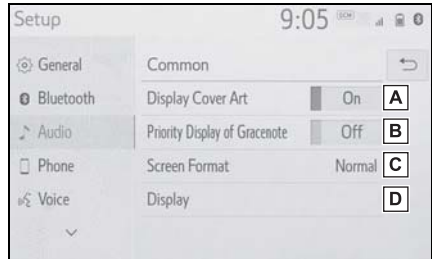 Setup 9:05 DCM
General
Common
Bluetooth
Display Cover Art On A
Audio
Priority Display of Gracenote Off B
Phone
Screen Format Normal C
Voice
Display D